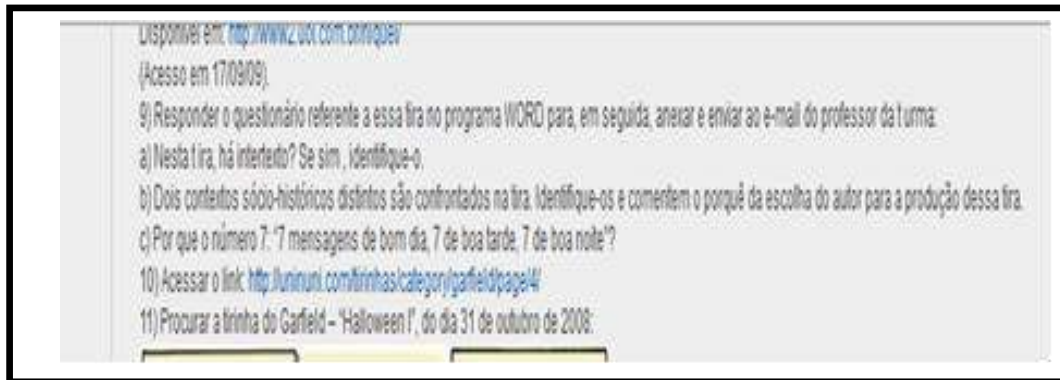 Disponível em: http://www2.uol.com.br/niquel/
(Acesso em 17/09/09).
9) Responder o questionário referente a essa tira no programa WORD para, em seguida, anexar e enviar ao e-mail do professor da t urma:
a) Nesta t ira, há intertexto? Se sim , identifique-o.
b) Dois contextos sócio-históricos distintos são confrontados na tira. Identifique-os e comentem o porquê da escolha do autor para a produção dessa tira.
c) Por que o número 7: "7 mensagens de bom dia, 7 de boa tarde, 7 de boa noite"?
10) Acessar o link: http://uninuni.com/tirinhas/category/garfield/page/4/
11) Procurar a tirinha do Garfield – "Halloween I", do dia 31 de outubro de 2008: